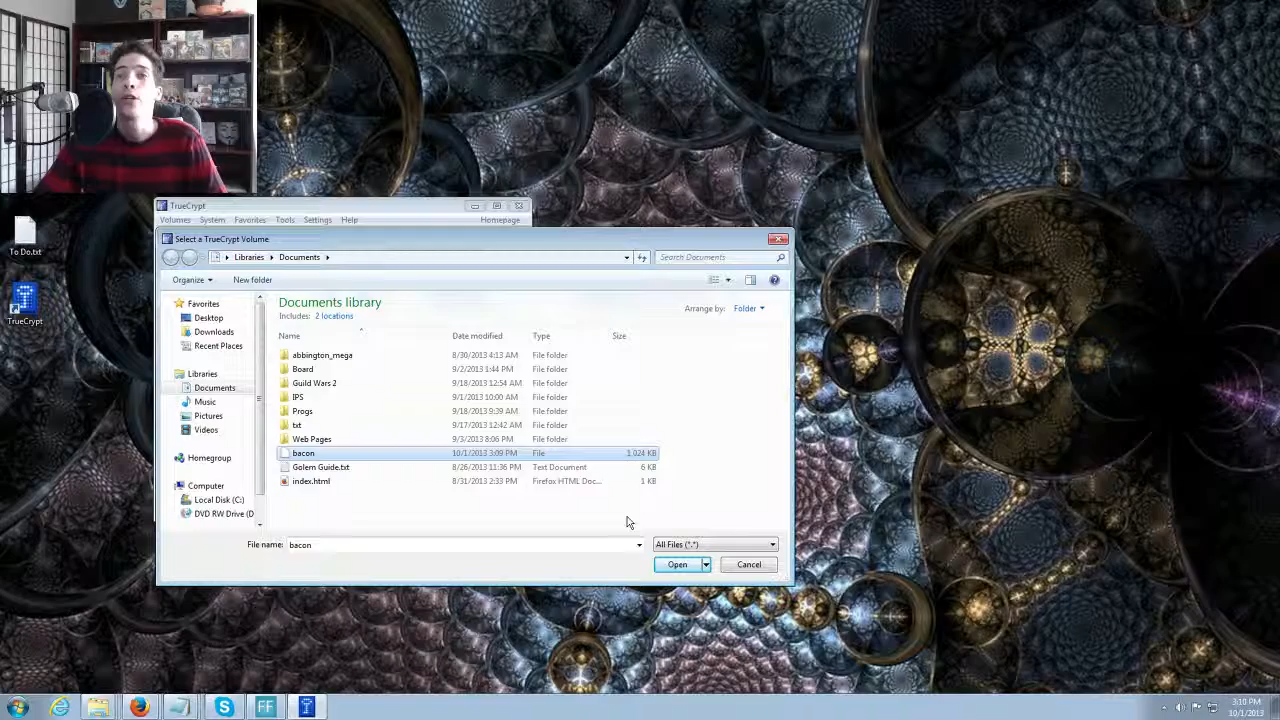 To Do.txt
TrueCrypt
TrueCrypt
Volumes System Favorites Tools Settings Help Homepage
Select a TrueCrypt Volume
Libraries Documents Search Documents
Organize New folder
Documents library
Includes: 2 locations
Arrange by: Folder
Name Date modified Type Size
Favorites
Desktop
Downloads
Recent Places
Libraries
Documents
Music
Pictures
Videos
Homegroup
Computer
Local Disk (C:)
DVD RW Drive (D
abbington_mega 8/30/2013 4:13 AM File folder
Board 9/2/2013 1:44 PM File folder
Guild Wars 2 9/18/2013 12:54 AM File folder
IPS 9/1/2013 10:00 AM File folder
Progs 9/18/2013 9:39 AM File folder
txt 9/17/2013 12:42 AM File folder
Web Pages 9/3/2013 8:06 PM File folder
bacon 10/1/2013 3:09 PM File 1,024 KB
Golem Guide.txt 8/26/2013 11:36 PM Text Document 6 KB
index.html 8/31/2013 2:33 PM Firefox HTML Doc... 1 KB
File name: bacon All Files (*.*)
Open Cancel
FF
3:10 PM
10/1/2013